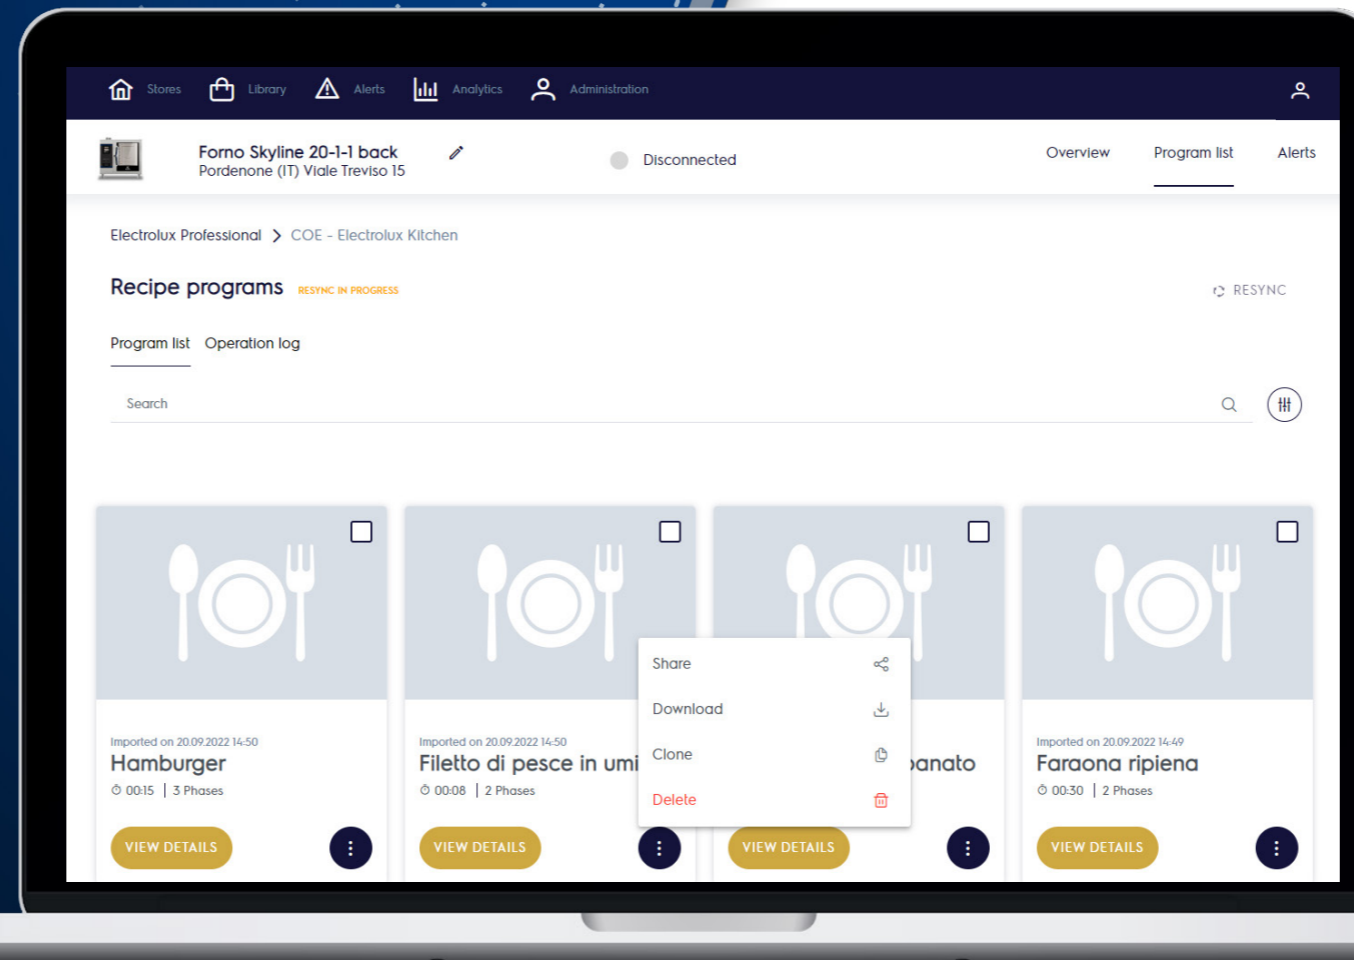 Stores Library Alerts Analytics Administration
Forno Skyline 20-1-1 back
Pordenone (IT) Viale Treviso 15
Disconnected
Overview Program list Alerts
Electrolux Professional > COE - Electrolux Kitchen
Recipe programs RESYNC IN PROGRESS
RESYNC
Program list Operation log
Search
Imported on 20.09.2022 14:50
Hamburger
00:15 | 3 Phases
VIEW DETAILS
Imported on 20.09.2022 14:50
Filetto di pesce in umi
00:08 | 2 Phases
VIEW DETAILS
Share
Download
Clone
Delete
VIEW DETAILS
Imported on 20.09.2022 14:49
Faraona ripiena
00:30 | 2 Phases
VIEW DETAILS